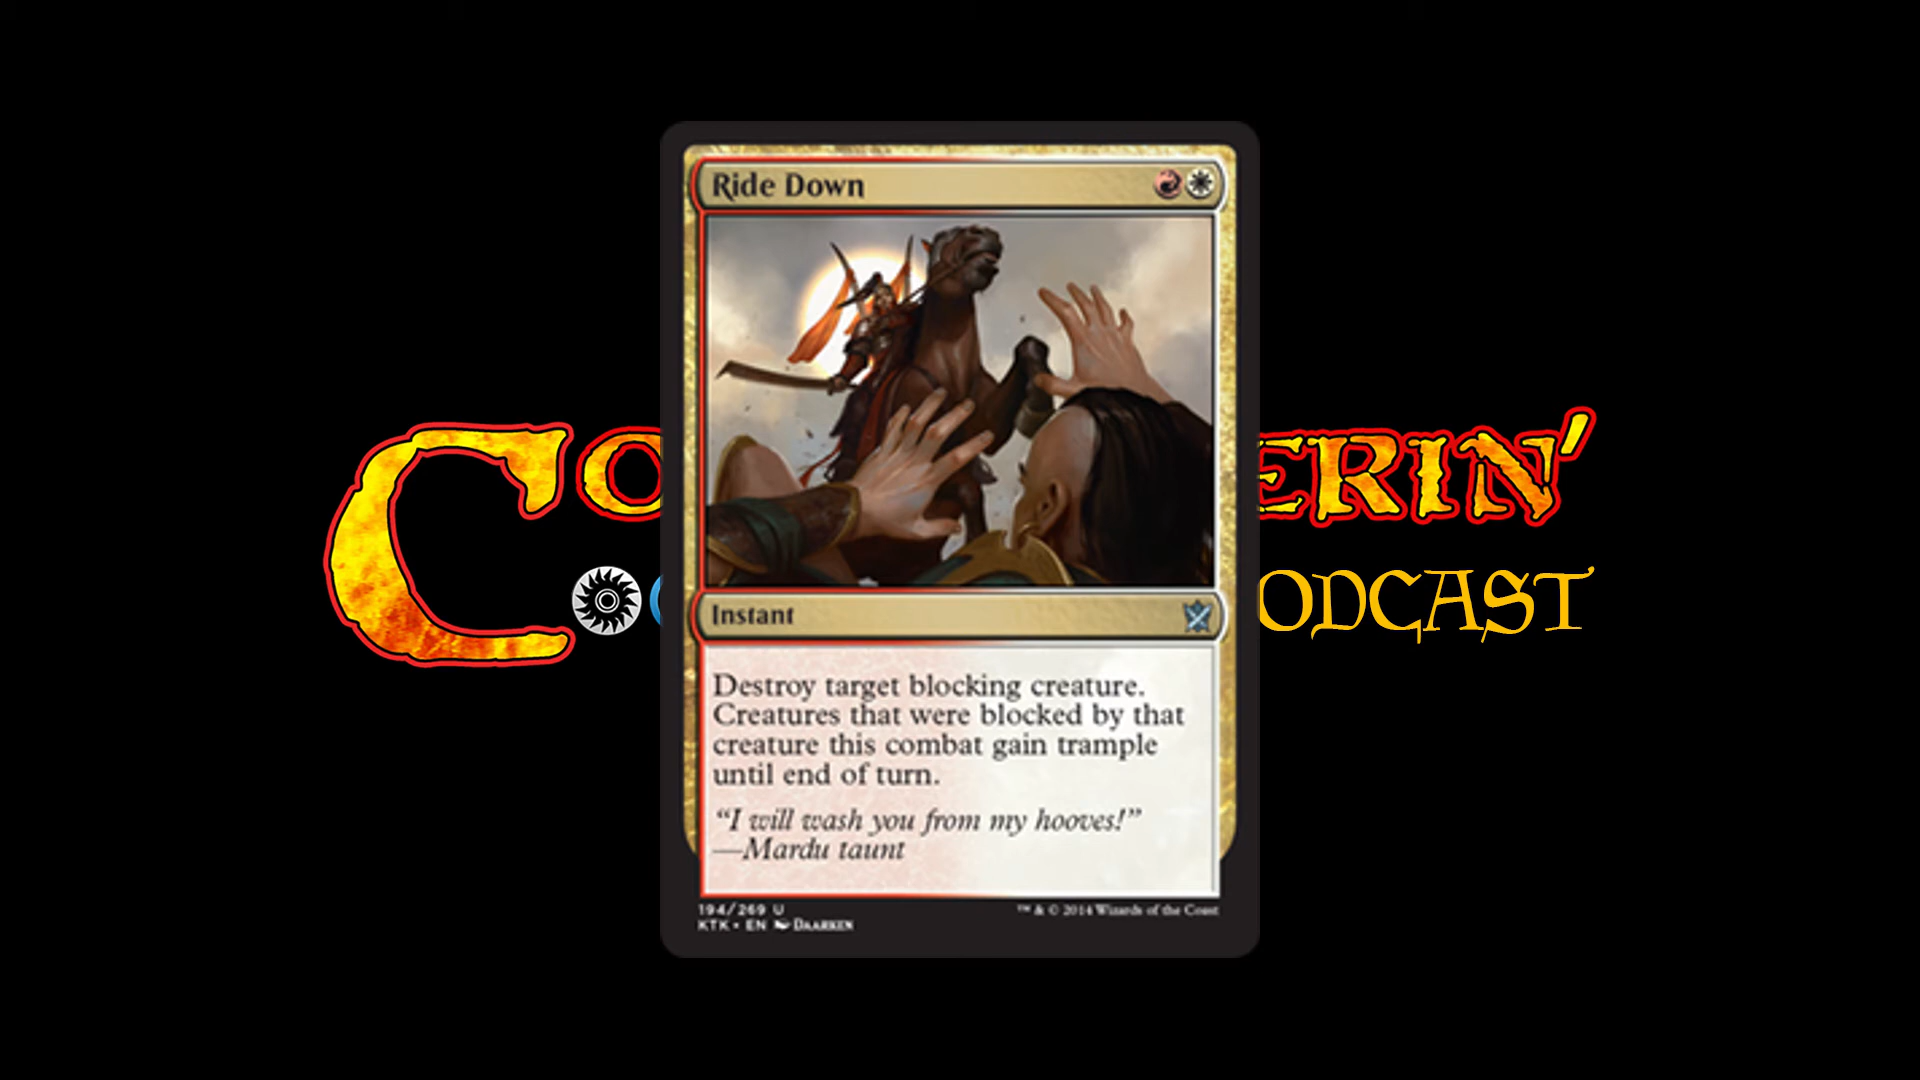 Ride Down
Instant
Destroy target blocking creature.
Creatures that were blocked by that
creature this combat gain trample
until end of turn.
“I will wash you from my hooves!”
—Mardu taunt
194/269 U
KTK • EN DAARKEN
™ & © 2014 Wizards of the Coast
CO ERIN'
ODCAST